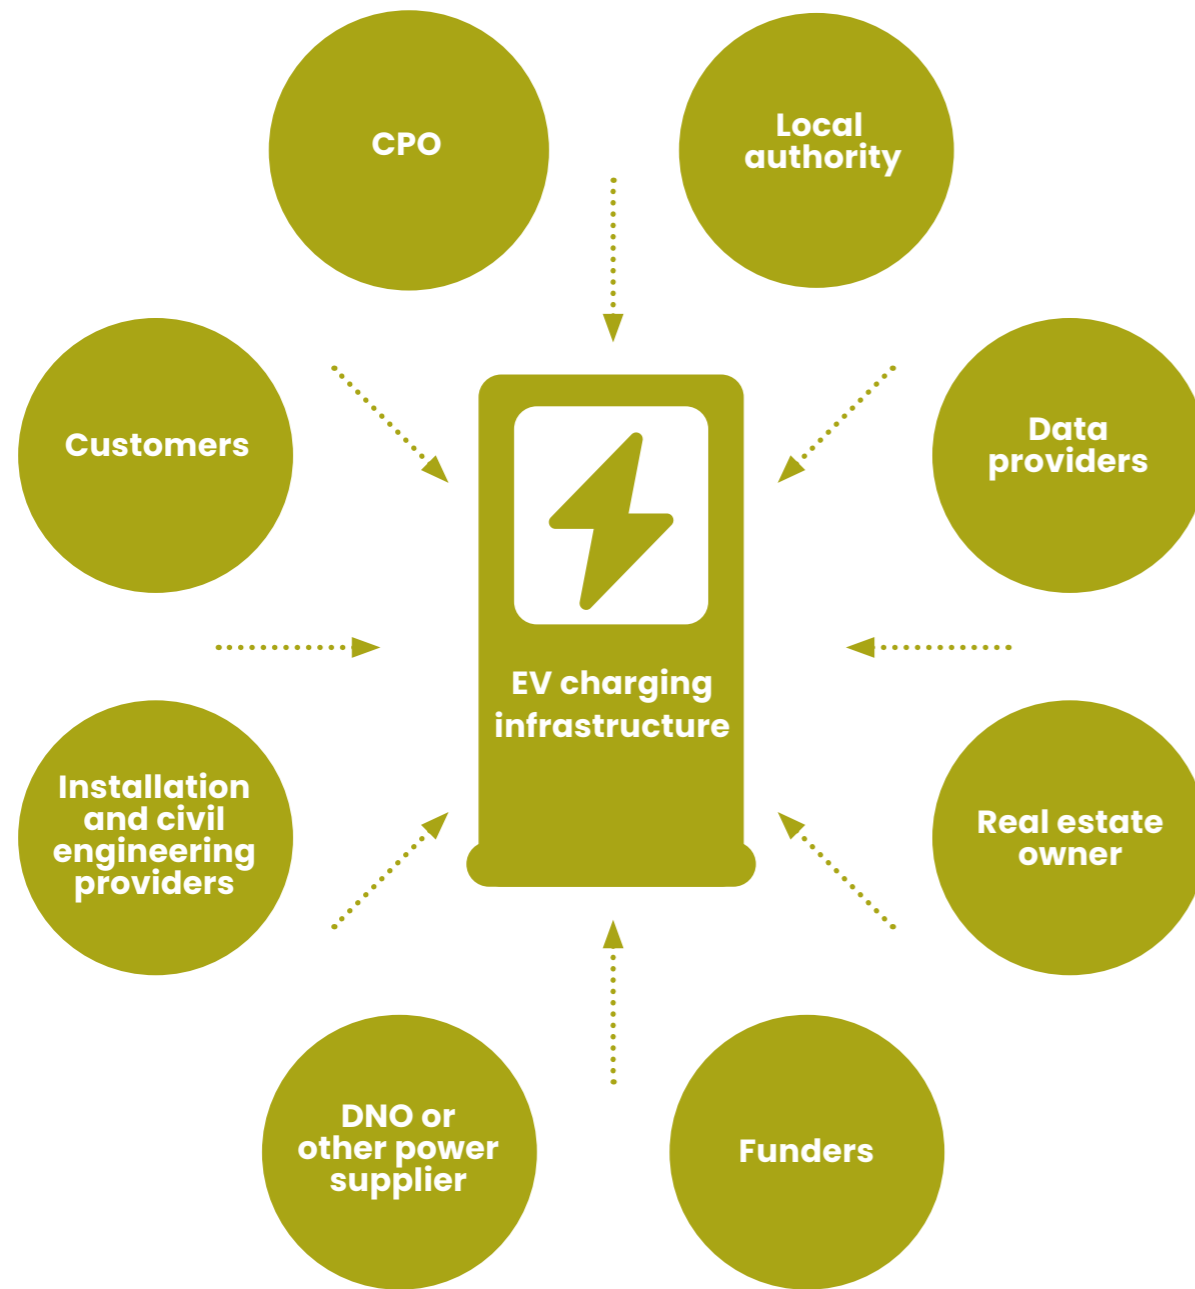 CPO
Local
authority
Customers
Data
providers
EV charging
infrastructure
Installation
and civil
engineering
providers
Real estate
owner
DNO or
other power
supplier
Funders